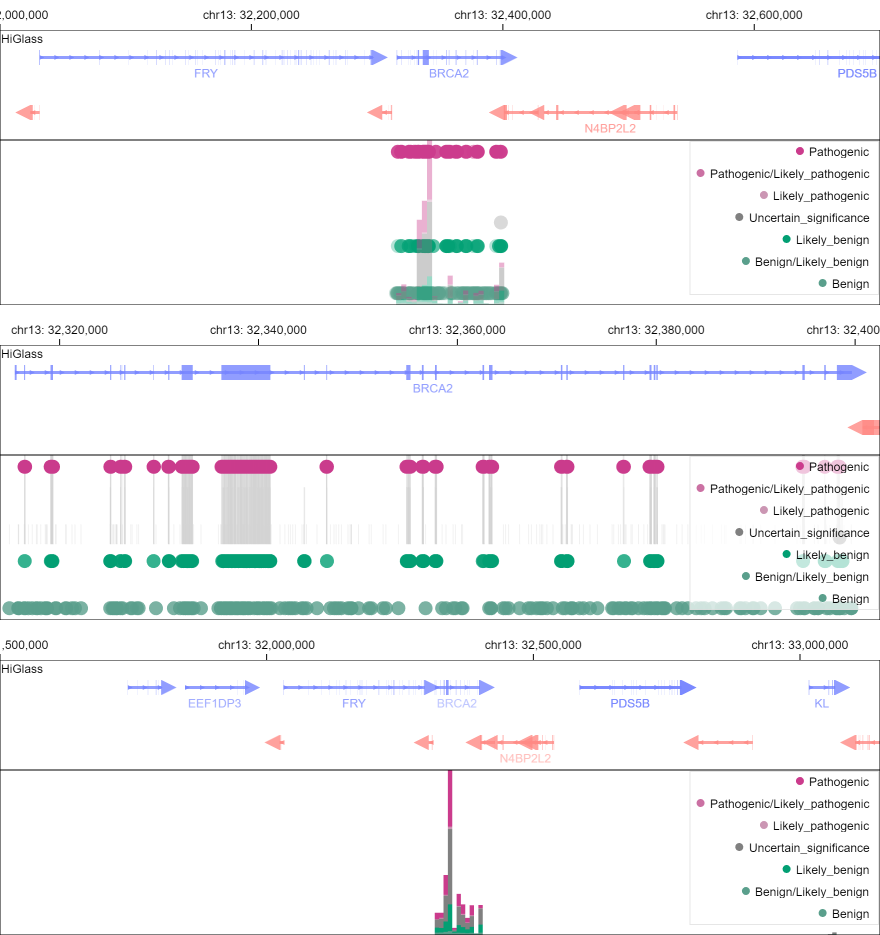 2,000,000 chr13: 32,200,000 chr13: 32,400,000 chr13: 32,600,000
HiGlass
FRY BRCA2 PDS5B
N4BP2L2
Pathogenic
Pathogenic/Likely_pathogenic
Likely_pathogenic
Uncertain_significance
Likely_benign
Benign/Likely_benign
Benign
chr13: 32,320,000 chr13: 32,340,000 chr13: 32,360,000 chr13: 32,380,000 chr13: 32,400
HiGlass
BRCA2
Pathogenic
Pathogenic/Likely_pathogenic
Likely_pathogenic
Uncertain_significance
Likely_benign
Benign/Likely_benign
Benign
,500,000 chr13: 32,000,000 chr13: 32,500,000 chr13: 33,000,000
HiGlass
EEF1DP3 FRY BRCA2 PDS5B KL
N4BP2L2
Pathogenic
Pathogenic/Likely_pathogenic
Likely_pathogenic
Uncertain_significance
Likely_benign
Benign/Likely_benign
Benign